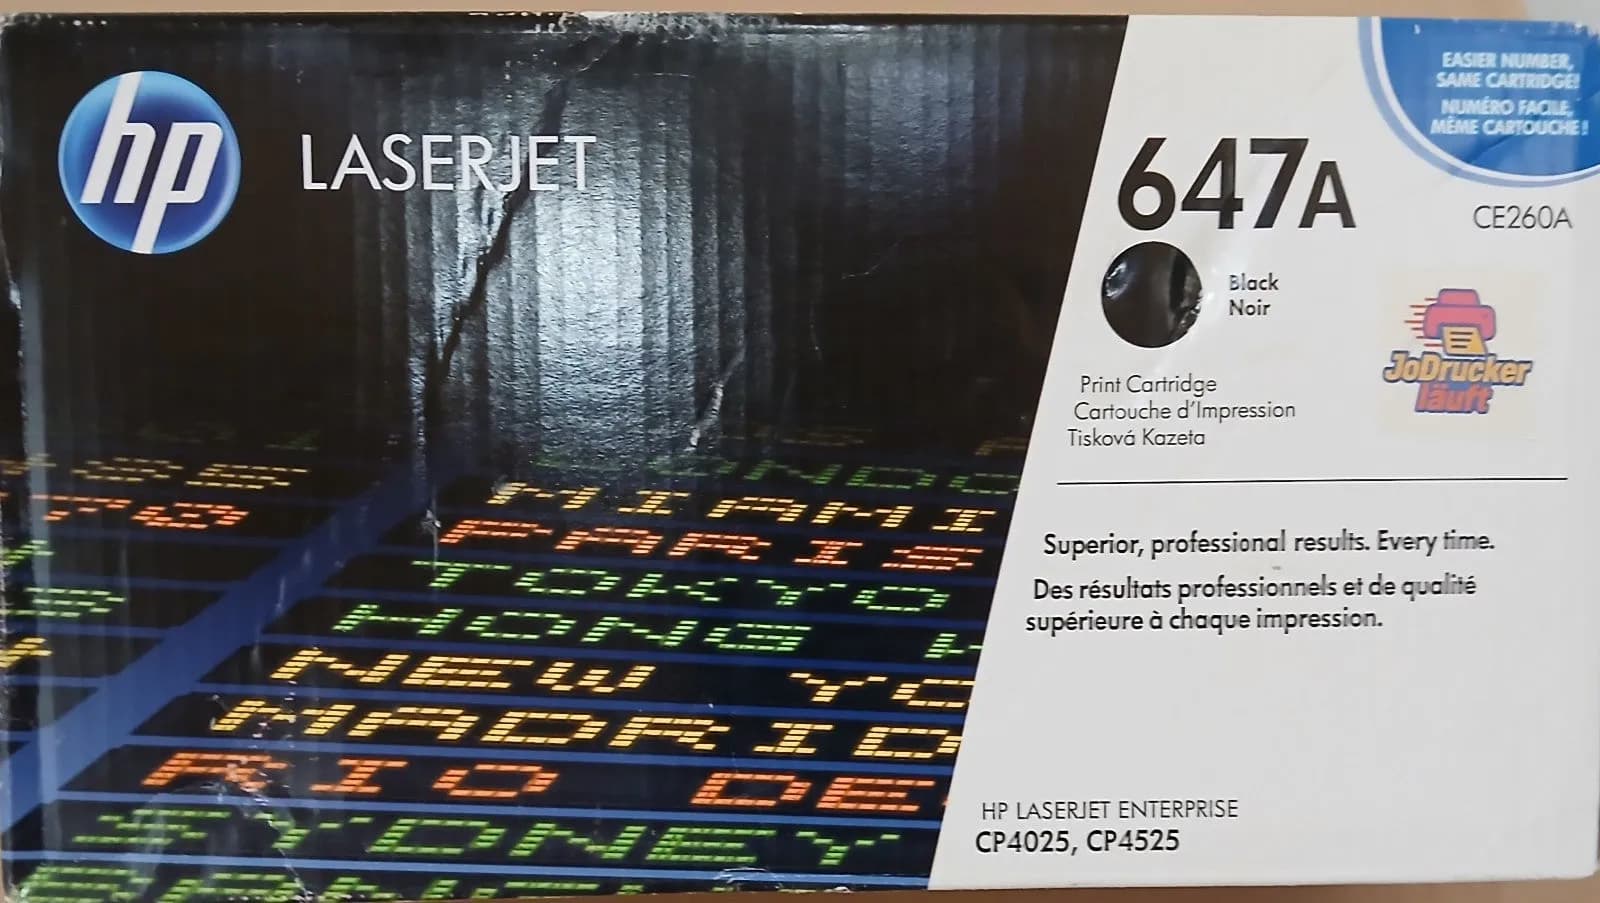 hp
LASERJET
EASIER NUMBER,
SAME CARTRIDGE!
NUMÉRO FACILE,
MÊME CARTOUCHE !
647A
CE260A
Black
Noir
JoDrucker
läuft
Print Cartridge
Cartouche d'Impression
Tisková Kazeta
Superior, professional results. Every time.
Des résultats professionnels et de qualité
supérieure à chaque impression.
HP LASERJET ENTERPRISE
CP4025, CP4525
MIAMI
PARIS
TOKYO
HONG K
NEW YO
MADRID
RIO DE
SYDNEY